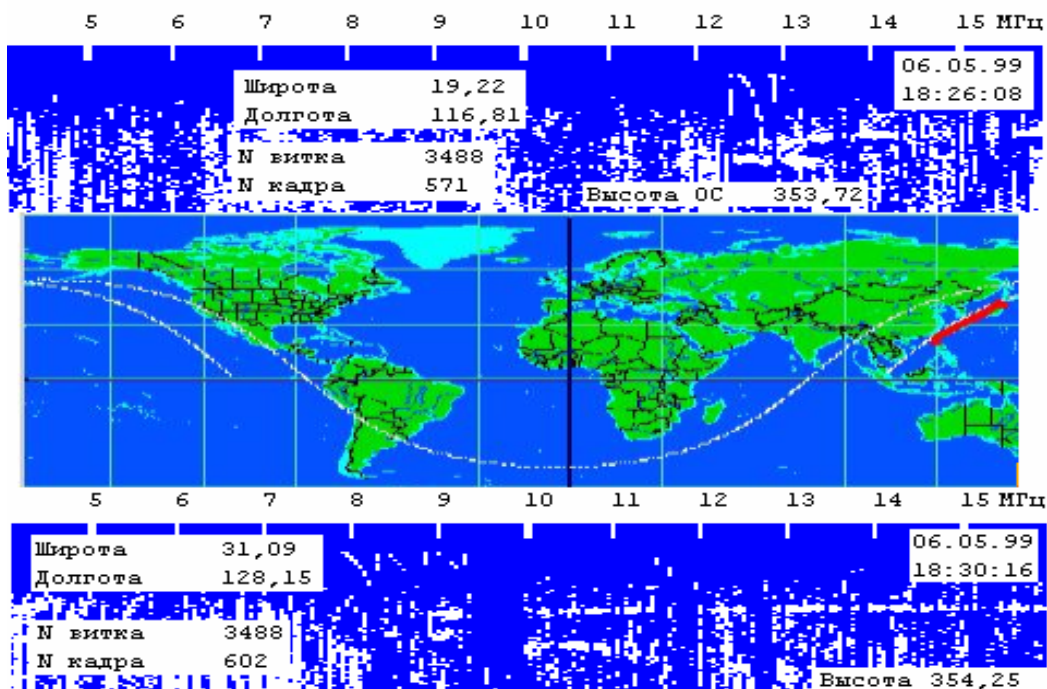 5 6 7 8 9 10 11 12 13 14 15 МГц
06.05.99
18:26:08
Широта 19,22
Долгота 116,81
N витка 3488
N кадра 571
Высота ОС 353,72
5 6 7 8 9 10 11 12 13 14 15 МГц
06.05.99
18:30:16
Широта 31,09
Долгота 128,15
N витка 3488
N кадра 602
Высота 354,25